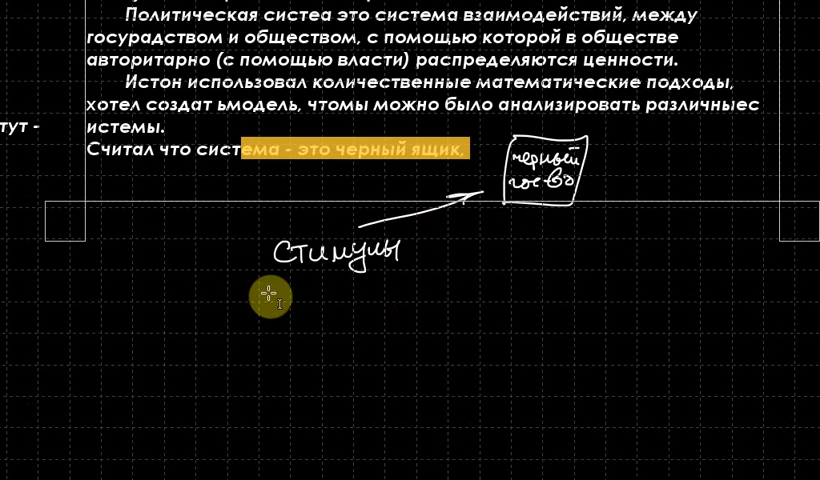 Политическая систеа это система взаимодействий, между
госурадством и обществом, с помощью которой в обществе
авторитарно (с помощью власти) распределяются ценности.
Истон использовал количественные математические подходы,
хотел создат ьмодель, чтомы можно было анализировать различныес
тут -
истемы.
Считал что система - это черный ящик,
черный
гос-во
Стимулы